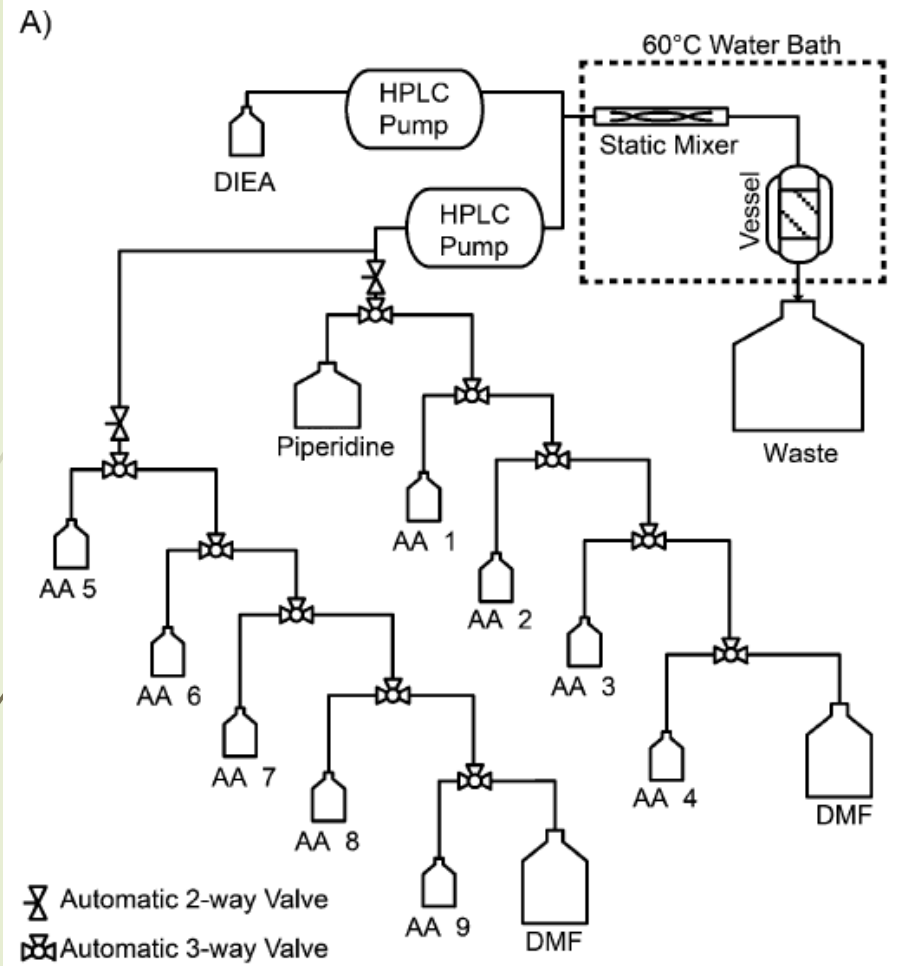 A)
60°C Water Bath
HPLC
Pump
Static Mixer
DIEA
Vessel
HPLC
Pump
Piperidine
Waste
AA 1
AA 5
AA 2
AA 6
AA 3
AA 7
AA 4
DMF
AA 8
AA 9
DMF
Automatic 2-way Valve
Automatic 3-way Valve